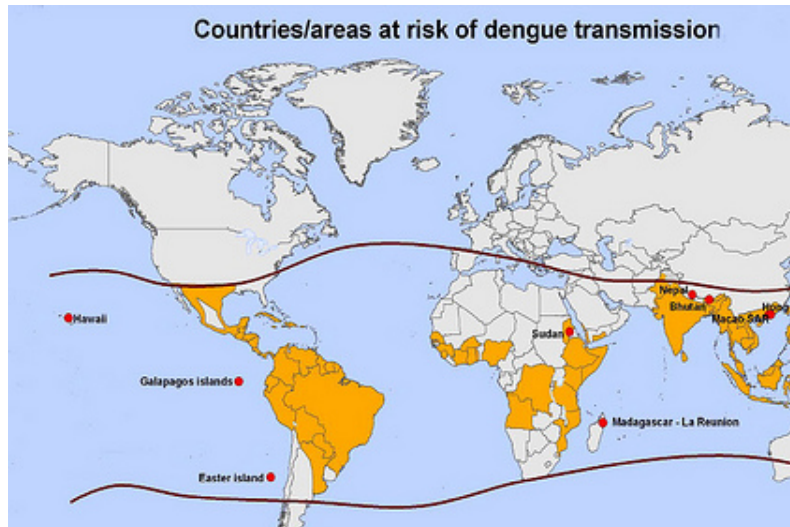 Countries/areas at risk of dengue transmission
Nepal
Bhutan
Hong
Macao SAR
Hawaii
Sudan
Galapagos islands
Madagascar - La Reunion
Easter island